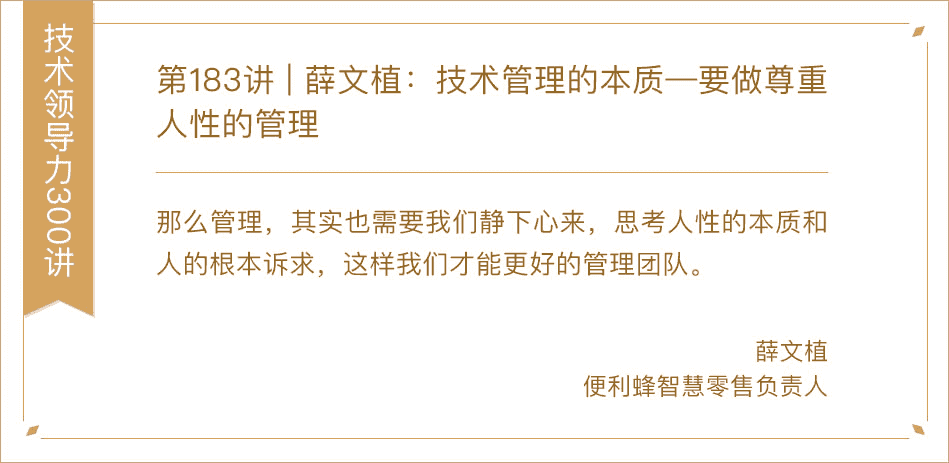 技术领导力300讲
第183讲 | 薛文植：技术管理的本质—要做尊重
人性的管理
那么管理，其实也需要我们静下心来，思考人性的本质和
人的根本诉求，这样我们才能更好的管理团队。
薛文植
便利蜂智慧零售负责人